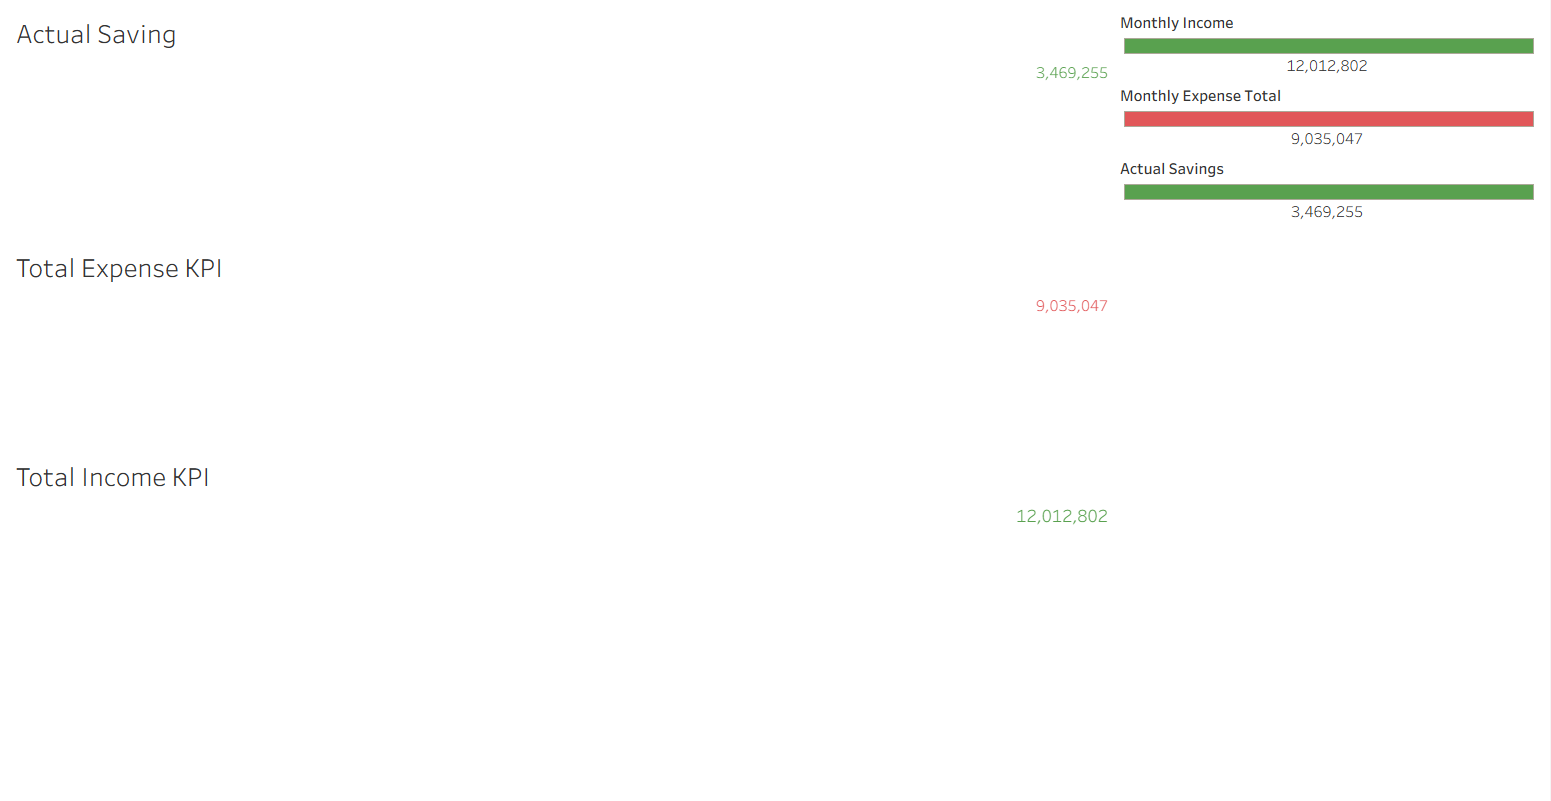 Actual Saving
3,469,255
Total Expense KPI
9,035,047
Total Income KPI
12,012,802
Monthly Income
12,012,802
Monthly Expense Total
9,035,047
Actual Savings
3,469,255